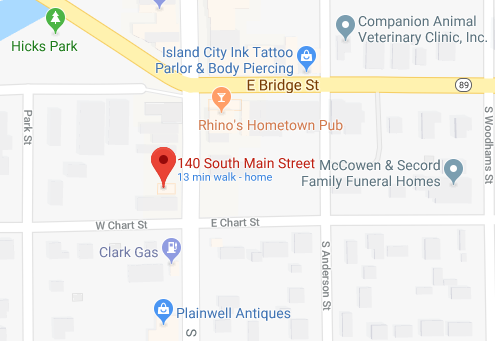 Hicks Park
Companion Animal
Veterinary Clinic, Inc.
Island City Ink Tattoo
Parlor & Body Piercing
E Bridge St
89
Rhino's Hometown Pub
Park St
S Woodhams St
140 South Main Street
13 min walk - home
McCowen & Secord
Family Funeral Homes
W Chart St
E Chart St
Clark Gas
S Anderson St
Plainwell Antiques
S